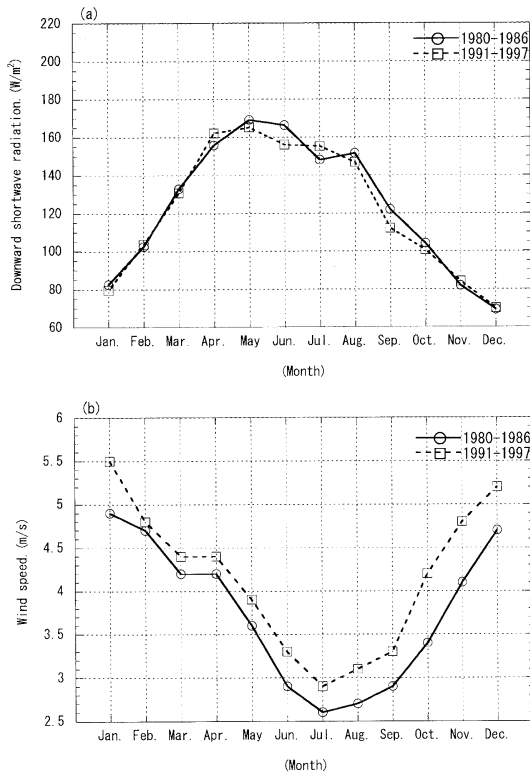 (a)
220
200
180
160
140
120
100
80
60
Downward shortwave radiation.(W/m²)
1980-1986
1991-1997
Jan. Feb. Mar. Apr. May Jun. Jul. Aug. Sep. Oct. Nov. Dec.
(Month)
(b)
6
5.5
5
4.5
4
3.5
3
2.5
Wind speed.(m/s)
1980-1986
1991-1997
Jan. Feb. Mar. Apr. May Jun. Jul. Aug. Sep. Oct. Nov. Dec.
(Month)